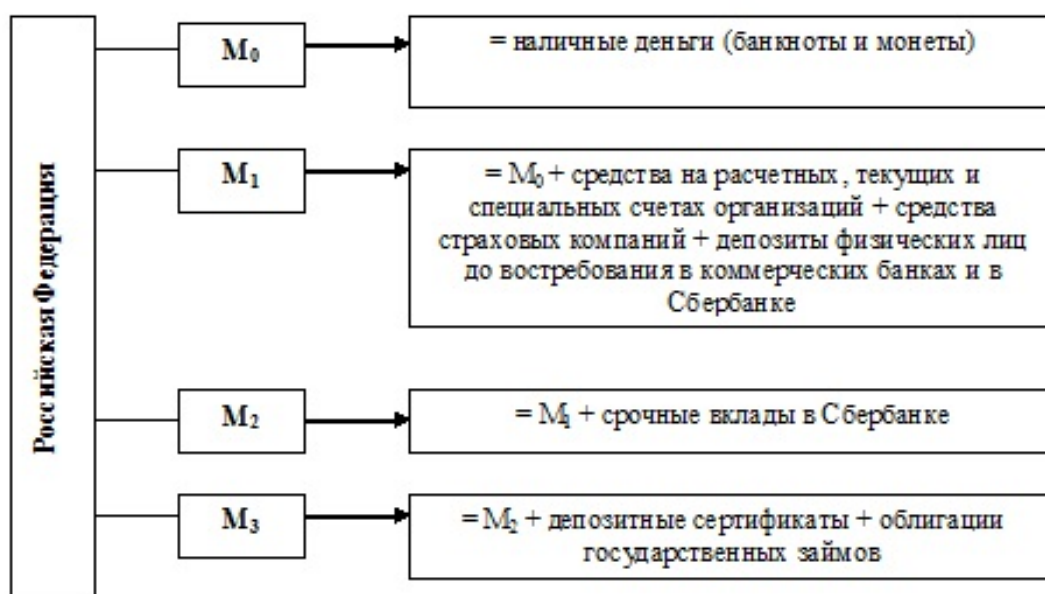 Российская Федерация
M₀
= наличные деньги (банкноты и монеты)
M₁
= M₀ + средства на расчетных, текущих и
специальных счетах организаций + средства
страховых компаний + депозиты физических лиц
до востребования в коммерческих банках и в
Сбербанке
M₂
= M₁ + срочные вклады в Сбербанке
M₃
= M₂ + депозитные сертификаты + облигации
государственных займов